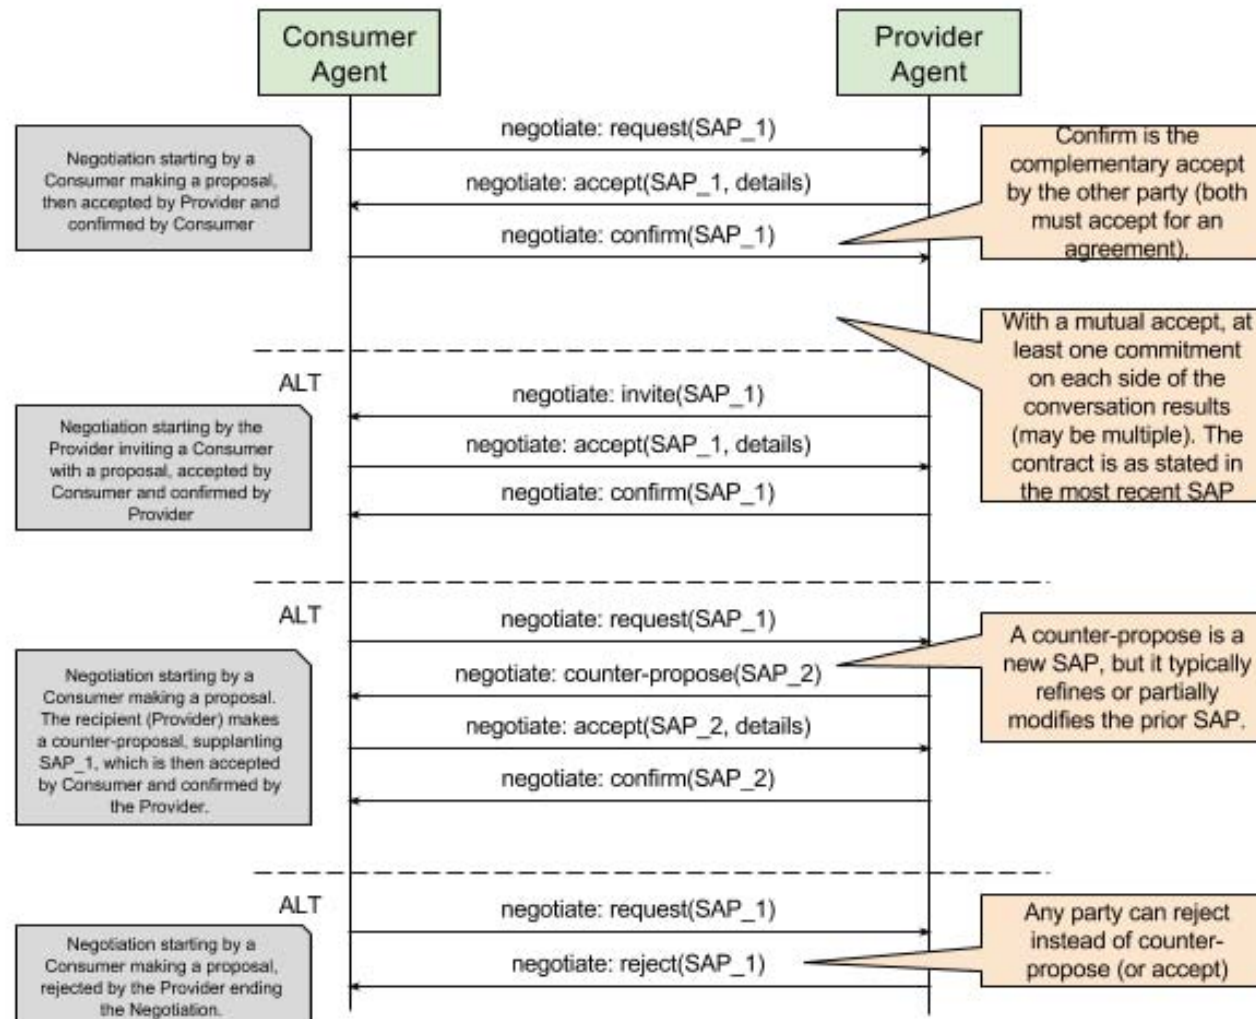 Consumer
Agent
Provider
Agent
negotiate: request(SAP_1)
negotiate: accept(SAP_1, details)
negotiate: confirm(SAP_1)
Negotiation starting by a
Consumer making a proposal,
then accepted by Provider and
confirmed by Consumer
Confirm is the
complementary accept
by the other party (both
must accept for an
agreement).
With a mutual accept, at
least one commitment
on each side of the
conversation results
(may be multiple). The
contract is as stated in
the most recent SAP
ALT
negotiate: invite(SAP_1)
negotiate: accept(SAP_1, details)
negotiate: confirm(SAP_1)
Negotiation starting by the
Provider inviting a Consumer
with a proposal, accepted by
Consumer and confirmed by
Provider
ALT
negotiate: request(SAP_1)
negotiate: counter-propose(SAP_2)
negotiate: accept(SAP_2, details)
negotiate: confirm(SAP_2)
Negotiation starting by a
Consumer making a proposal.
The recipient (Provider) makes
a counter-proposal, supplanting
SAP_1, which is then accepted
by Consumer and confirmed by
the Provider.
A counter-propose is a
new SAP, but it typically
refines or partially
modifies the prior SAP.
ALT
negotiate: request(SAP_1)
negotiate: reject(SAP_1)
Negotiation starting by a
Consumer making a proposal,
rejected by the Provider ending
the Negotiation.
Any party can reject
instead of counter-
propose (or accept)